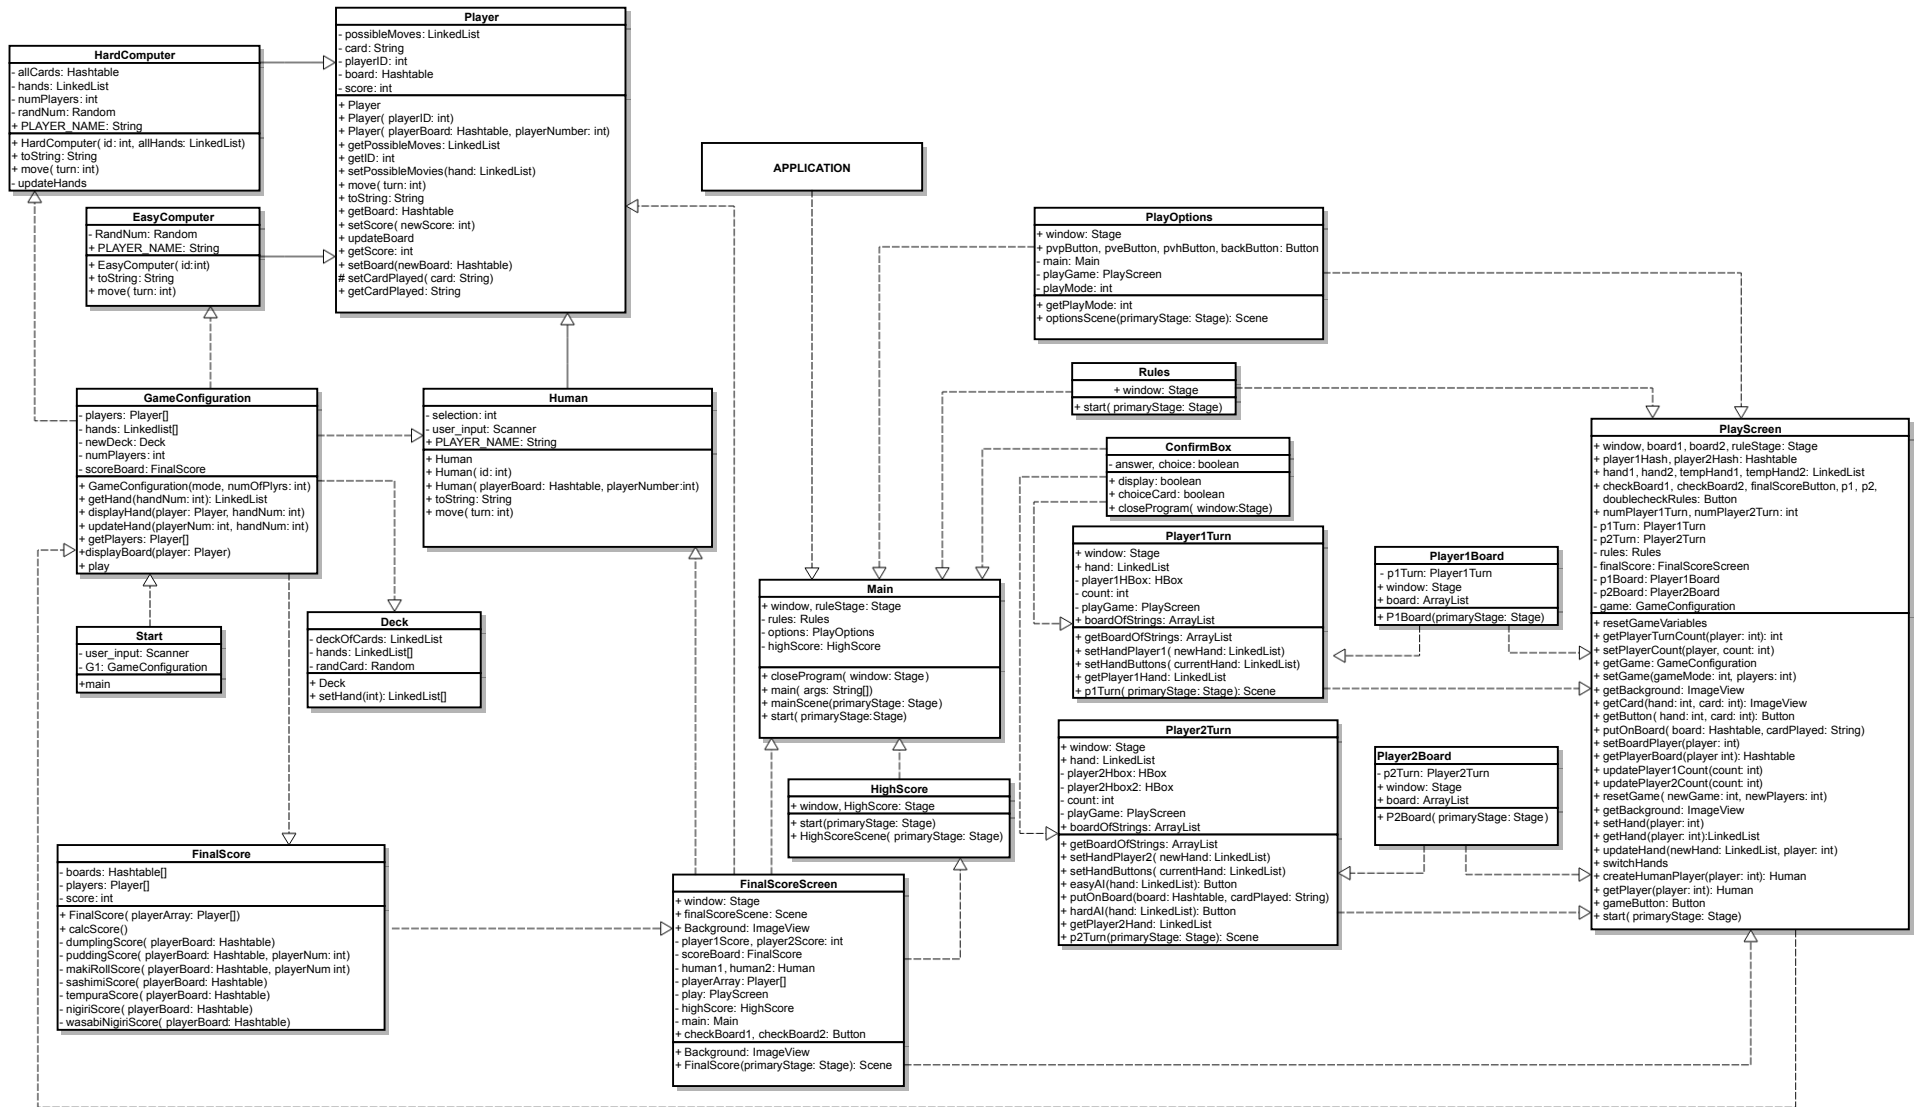 Player
- possibleMoves: LinkedList
- card: String
- playerID: int
- board: Hashtable
- score: int
+ Player
+ Player( playerID: int)
+ Player( playerBoard: Hashtable, playerNumber: int)
+ getPossibleMoves: LinkedList
+ getID: int
+ setPossibleMovies(hand: LinkedList)
+ move( turn: int)
+ toString: String
+ getBoard: Hashtable
+ setScore( newScore: int)
+ updateBoard
+ getScore: int
+ setBoard(newBoard: Hashtable)
# setCardPlayed( card: String)
+ getCardPlayed: String
HardComputer
- allCards: Hashtable
- hands: LinkedList
- numPlayers: int
- randNum: Random
+ PLAYER_NAME: String
+ HardComputer( id: int, allHands: LinkedList)
+ toString: String
+ move( turn: int)
- updateHands
EasyComputer
- RandNum: Random
+ PLAYER_NAME: String
+ EasyComputer( id:int)
+ toString: String
+ move( turn: int)
APPLICATION
PlayOptions
+ window: Stage
+ pvpButton, pveButton, pvhButton, backButton: Button
- main: Main
- playGame: PlayScreen
- playMode: int
+ getPlayMode: int
+ optionsScene(primaryStage: Stage): Scene
Rules
+ window: Stage
+ start( primaryStage: Stage)
GameConfiguration
- players: Player[]
- hands: Linkedlist[]
- newDeck: Deck
- numPlayers: int
- scoreBoard: FinalScore
+ GameConfiguration(mode, numOfPlyrs: int)
+ getHand(handNum: int): LinkedList
+ displayHand(player: Player, handNum: int)
+ updateHand(playerNum: int, handNum: int)
+ getPlayers: Player[]
+displayBoard(player: Player)
+ play
Human
- selection: int
- user_input: Scanner
+ PLAYER_NAME: String
+ Human
+ Human( id: int)
+ Human( playerBoard: Hashtable, playerNumber:int)
+ toString: String
+ move( turn: int)
ConfirmBox
- answer, choice: boolean
+ display: boolean
+ choiceCard: boolean
+ closeProgram( window:Stage)
PlayScreen
+ window, board1, board2, ruleStage: Stage
+ player1Hash, player2Hash: Hashtable
+ hand1, hand2, tempHand1, tempHand2: LinkedList
+ checkBoard1, checkBoard2, finalScoreButton, p1, p2,
doublecheckRules: Button
+ numPlayer1Turn, numPlayer2Turn: int
- p1Turn: Player1Turn
- p2Turn: Player2Turn
- rules: Rules
- finalScore: FinalScoreScreen
- p1Board: Player1Board
- p2Board: Player2Board
- game: GameConfiguration
+ resetGameVariables
+ getPlayerTurnCount(player: int): int
+ setPlayerCount(player, count: int)
+ getGame: GameConfiguration
+ setGame(gameMode: int, players: int)
+ getBackground: ImageView
+ getCard(hand: int, card: int): ImageView
+ getButton( hand: int, card: int): Button
+ putOnBoard( board: Hashtable, cardPlayed: String)
+ setBoardPlayer(player: int)
+ getPlayerBoard(player int): Hashtable
+ updatePlayer1Count(count: int)
+ updatePlayer2Count(count: int)
+ resetGame( newGame: int, newPlayers: int)
+ getBackground: ImageView
+ setHand(player: int)
+ getHand(player: int):LinkedList
+ updateHand(newHand: LinkedList, player: int)
+ switchHands
+ createHumanPlayer(player: int): Human
+ getPlayer(player: int): Human
+ gameButton: Button
+ start( primaryStage: Stage)
Player1Turn
+ window: Stage
+ hand: LinkedList
- player1HBox: HBox
- count: int
- playGame: PlayScreen
+ boardOfStrings: ArrayList
+ getBoardOfStrings: ArrayList
+ setHandPlayer1( newHand: LinkedList)
+ setHandButtons( currentHand: LinkedList)
+ getPlayer1Hand: LinkedList
+ p1Turn( primaryStage: Stage): Scene
Player1Board
- p1Turn: Player1Turn
+ window: Stage
+ board: ArrayList
+ P1Board(primaryStage: Stage)
Main
+ window, ruleStage: Stage
- rules: Rules
- options: PlayOptions
- highScore: HighScore
+ closeProgram( window: Stage)
+ main( args: String[])
+ mainScene(primaryStage: Stage)
+ start( primaryStage:Stage)
Start
- user_input: Scanner
- G1: GameConfiguration
+main
Deck
- deckOfCards: LinkedList
- hands: LinkedList[]
- randCard: Random
+ Deck
+ setHand(int): LinkedList[]
Player2Turn
+ window: Stage
+ hand: LinkedList
- player2Hbox: HBox
- player2Hbox2: HBox
- count: int
- playGame: PlayScreen
+ boardOfStrings: ArrayList
+ getBoardOfStrings: ArrayList
+ setHandPlayer2( newHand: LinkedList)
+ setHandButtons( currentHand: LinkedList)
+ easyAI(hand: LinkedList): Button
+ putOnBoard(board: Hashtable, cardPlayed: String)
+ hardAI(hand: LinkedList): Button
+ getPlayer2Hand: LinkedList
+ p2Turn(primaryStage: Stage): Scene
Player2Board
- p2Turn: Player2Turn
+ window: Stage
+ board: ArrayList
+ P2Board( primaryStage: Stage)
HighScore
+ window, HighScore: Stage
+ start(primaryStage: Stage)
+ HighScoreScene( primaryStage: Stage)
FinalScore
- boards: Hashtable[]
- players: Player[]
- score: int
+ FinalScore( playerArray: Player[])
+ calcScore()
- dumplingScore( playerBoard: Hashtable)
- puddingScore( playerBoard: Hashtable, playerNum: int)
- makiRollScore( playerBoard: Hashtable, playerNum int)
- sashimiScore( playerBoard: Hashtable)
- tempuraScore( playerBoard: Hashtable)
- nigiriScore( playerBoard: Hashtable)
- wasabiNigiriScore( playerBoard: Hashtable)
FinalScoreScreen
+ window: Stage
+ finalScoreScene: Scene
+ Background: ImageView
- player1Score, player2Score: int
- scoreBoard: FinalScore
- human1, human2: Human
- playerArray: Player[]
- play: PlayScreen
- highScore: HighScore
- main: Main
+ checkBoard1, checkBoard2: Button
+ Background: ImageView
+ FinalScore(primaryStage: Stage): Scene